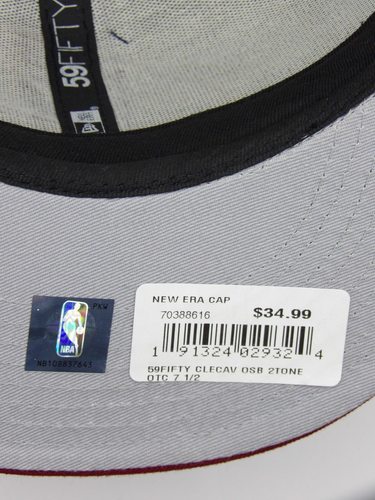 59FIFTY
NEW ERA CAP
70388616 $34.99
1 91324 02932 4
59FIFTY CLECAV OSB 2TONE
OTC 7 1/2
PKW
NBA